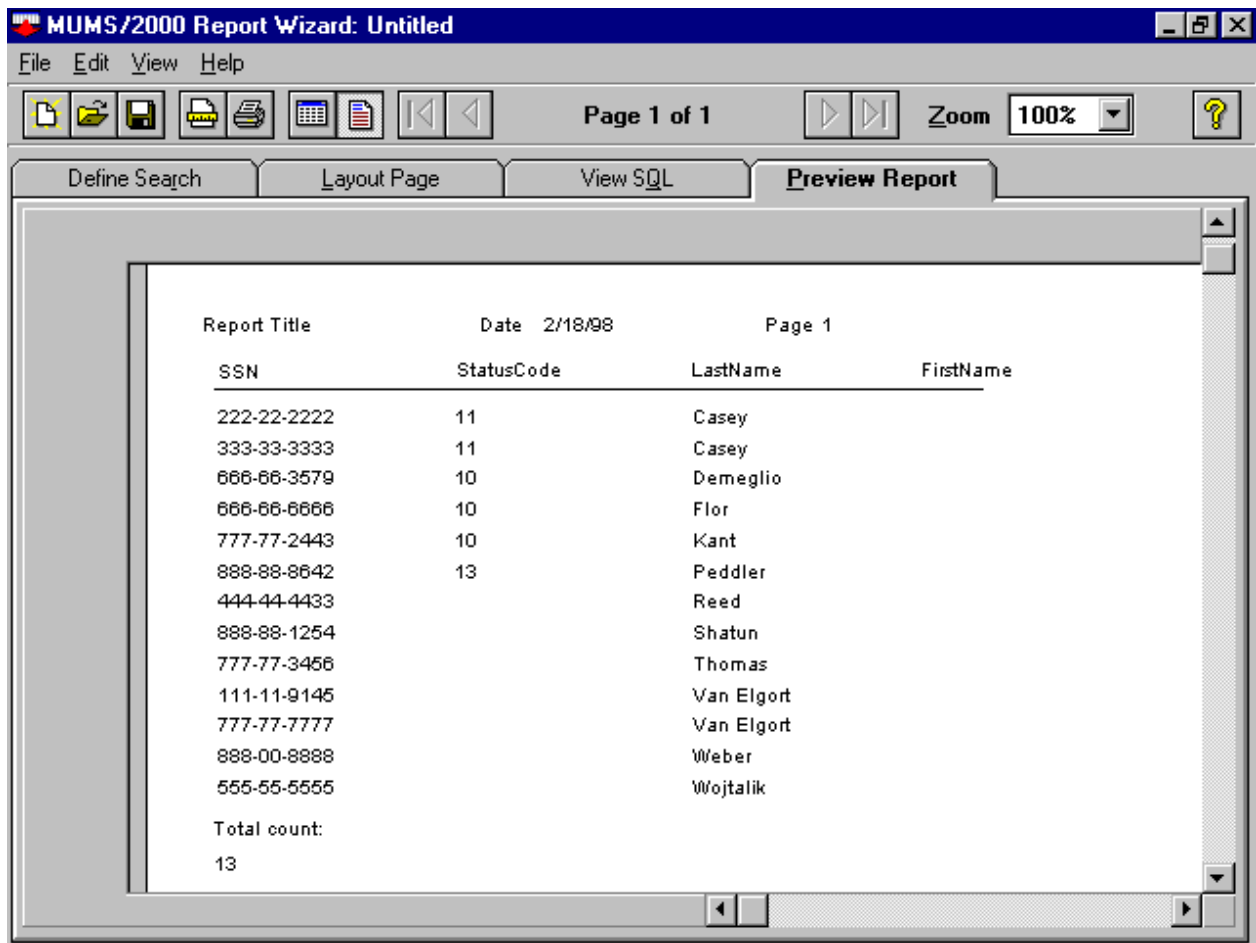 MUMS/2000 Report Wizard: Untitled
File Edit View Help
Page 1 of 1 Zoom 100%
Define Search Layout Page View SQL Preview Report
Report Title Date 2/18/98 Page 1
SSN StatusCode LastName FirstName
222-22-2222 11 Casey
333-33-3333 11 Casey
666-66-3579 10 Demeglio
666-66-6666 10 Flor
777-77-2443 10 Kant
888-88-8642 13 Peddler
444-44-4433 Reed
888-88-1254 Shatun
777-77-3456 Thomas
111-11-9145 Van Elgort
777-77-7777 Van Elgort
888-00-8888 Weber
555-55-5555 Wojtalik
Total count:
13